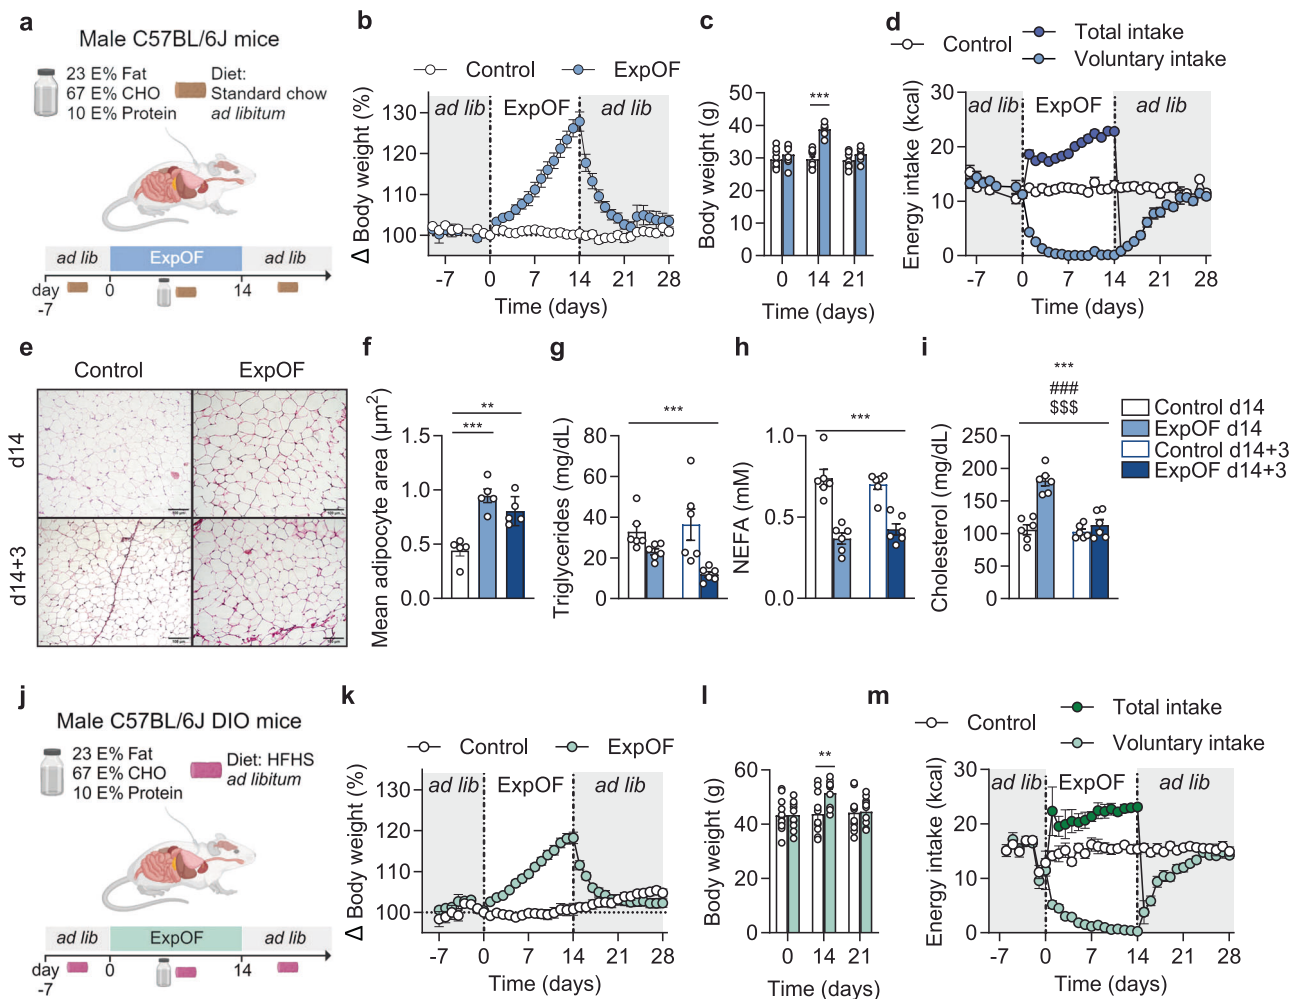 a
Male C57BL/6J mice
23 E% Fat
67 E% CHO
10 E% Protein
Diet:
Standard chow
ad libitum
ad lib
ExpOF
ad lib
day
-7
0
14
b
Control
ExpOF
Δ Body weight (%)
ad lib
ExpOF
ad lib
130
120
110
100
-7
0
7
14
21
28
Time (days)
c
Body weight (g)
***
50
40
30
20
10
0
0
14
21
Time (days)
d
Control
Total intake
Voluntary intake
Energy intake (kcal)
ad lib
ExpOF
ad lib
30
20
10
0
-7
0
7
14
21
28
Time (days)
e
Control
ExpOF
d14
d14+3
f
Mean adipocyte area (μm²)
**
***
1.5
1.0
0.5
0.0
g
Triglycerides (mg/dL)
***
80
60
40
20
0
h
NEFA (mM)
***
1.0
0.5
0.0
i
Cholesterol (mg/dL)
***
###
$$$
250
200
150
100
50
0
Control d14
ExpOF d14
Control d14+3
ExpOF d14+3
j
Male C57BL/6J DIO mice
23 E% Fat
67 E% CHO
10 E% Protein
Diet: HFHS
ad libitum
ad lib
ExpOF
ad lib
day
-7
0
14
k
Control
ExpOF
Δ Body weight (%)
ad lib
ExpOF
ad lib
130
120
110
100
-7
0
7
14
21
28
Time (days)
l
Body weight (g)
**
60
40
20
0
0
14
21
Time (days)
m
Control
Total intake
Voluntary intake
Energy intake (kcal)
ad lib
ExpOF
ad lib
30
20
10
0
-7
0
7
14
21
28
Time (days)